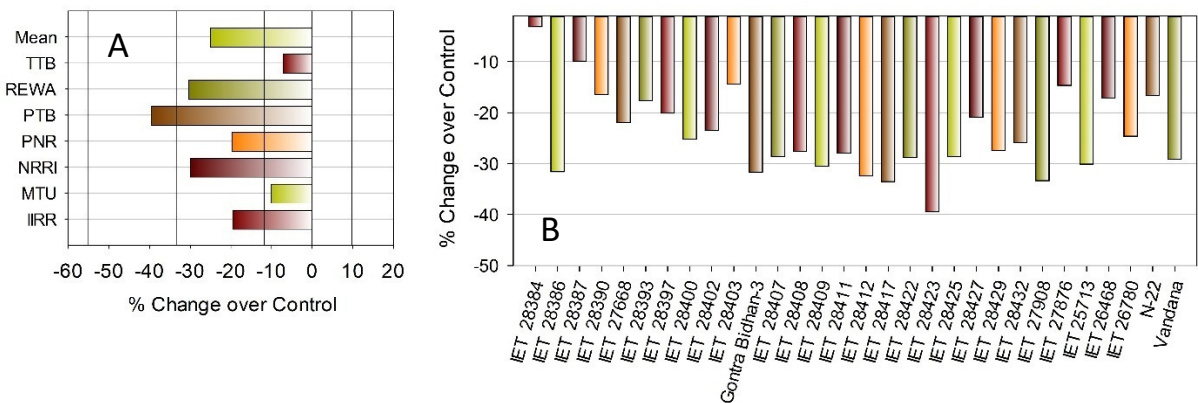 A
Mean
TTB
REWA
PTB
PNR
NRRI
MTU
IIRR
-60 -50 -40 -30 -20 -10 0 10 20
% Change over Control
B
% Change over Control
-10
-20
-30
-40
-50
IET 28384
IET 28386
IET 28387
IET 28390
IET 27668
IET 28393
IET 28397
IET 28400
IET 28402
IET 28403
Gontra Bidhan-3
IET 28407
IET 28408
IET 28409
IET 28411
IET 28412
IET 28417
IET 28422
IET 28423
IET 28425
IET 28427
IET 28429
IET 28432
IET 27908
IET 27876
IET 25713
IET 26468
IET 26780
N-22
Vandana